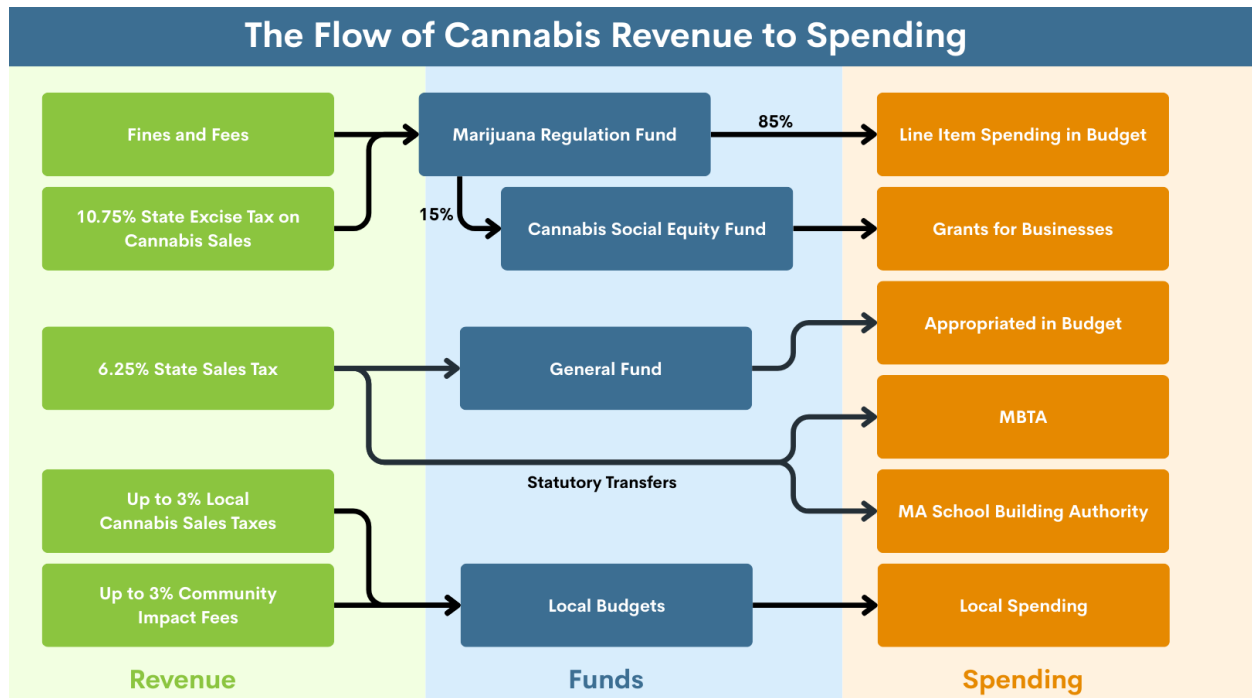 The Flow of Cannabis Revenue to Spending
Fines and Fees
Marijuana Regulation Fund
85%
Line Item Spending in Budget
10.75% State Excise Tax on
Cannabis Sales
15%
Cannabis Social Equity Fund
Grants for Businesses
Appropriated in Budget
6.25% State Sales Tax
General Fund
MBTA
Statutory Transfers
Up to 3% Local
Cannabis Sales Taxes
MA School Building Authority
Up to 3% Community
Impact Fees
Local Budgets
Local Spending
Revenue
Funds
Spending